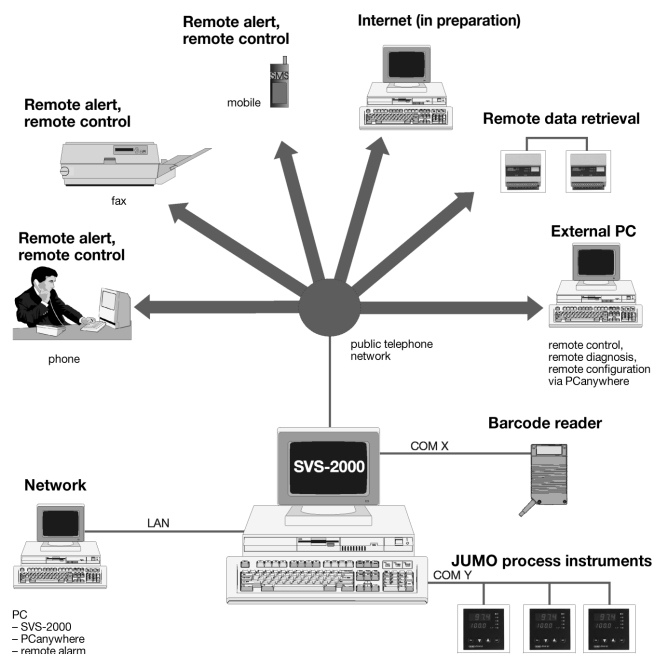 Remote alert,
remote control
SMS
mobile
Internet (in preparation)
Remote alert,
remote control
fax
Remote data retrieval
Remote alert,
remote control
phone
External PC
remote control,
remote diagnosis,
remote configuration
via PCanywhere
public telephone
network
SVS-2000
COM X
Barcode reader
Network
LAN
PC
– SVS-2000
– PCanywhere
– remote alarm
JUMO process instruments
COM Y